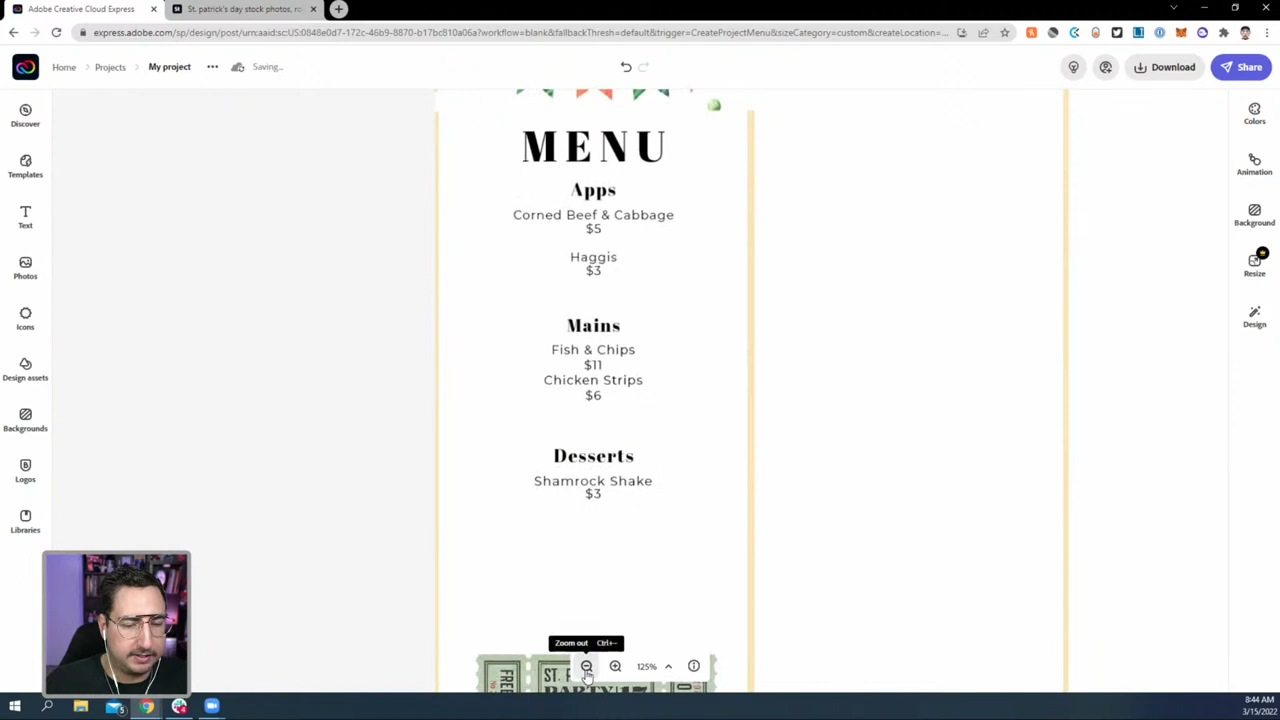 Adobe Creative Cloud Express
St. patrick's day stock photos, ro
express.adobe.com/sp/design/post/urn:aaid:sc:US:0848e0d7-172c-46b9-8870-b17bc810a06a?workflow=blank&fallbackThresh=default&trigger=CreateProjectMenu&sizeCategory=custom&createLocation=...
Home
Projects
My project
Saving...
Download
Share
Discover
Templates
Text
Photos
Icons
Design assets
Backgrounds
Logos
Libraries
MENU
Apps
Corned Beef & Cabbage
$5
Haggis
$3
Mains
Fish & Chips
$11
Chicken Strips
$6
Desserts
Shamrock Shake
$3
Zoom out Ctrl+-
125%
FREE
ST.
PARTY
Colors
Animation
Background
Resize
Design
8:44 AM
3/15/2022